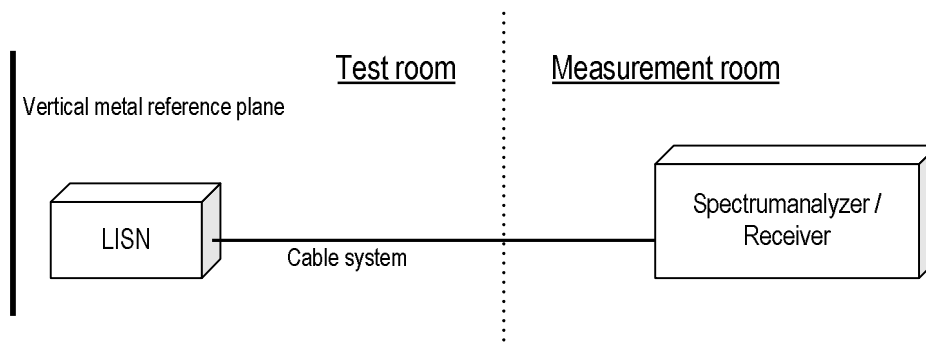 Test room
Measurement room
Vertical metal reference plane
LISN
Cable system
Spectrumanalyzer /
Receiver